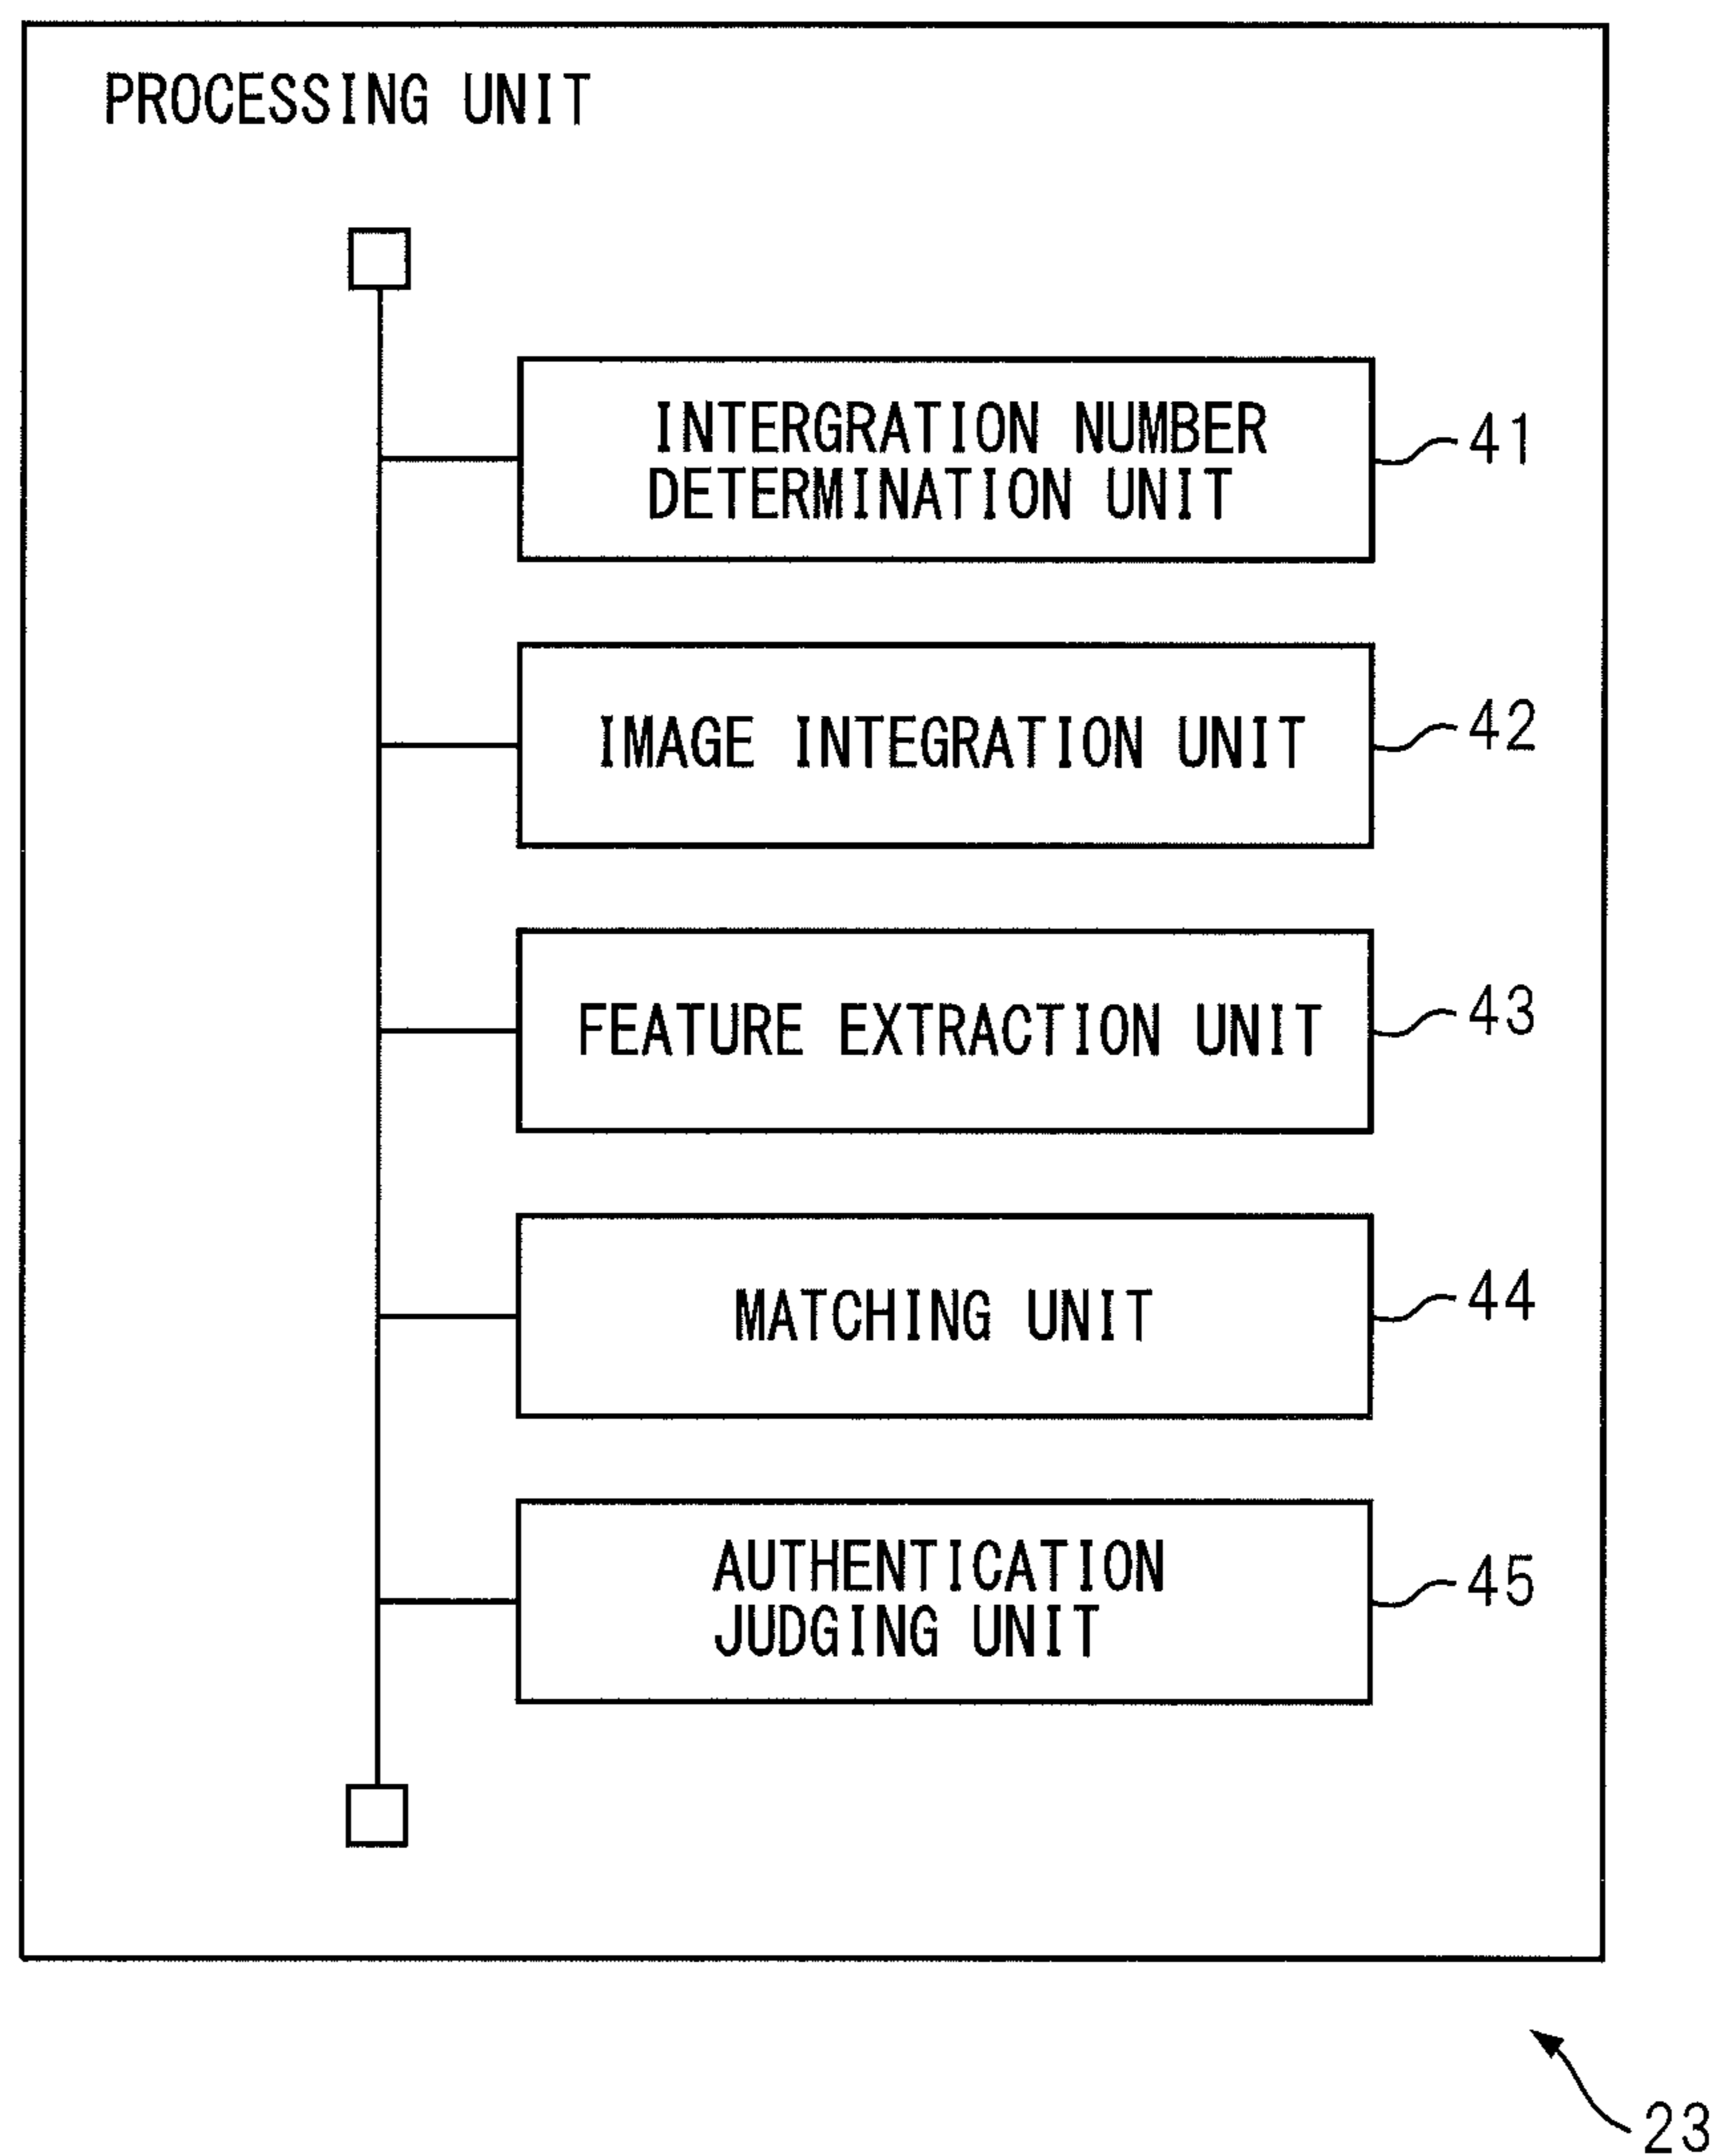 PROCESSING UNIT
INTERGRATION NUMBER
DETERMINATION UNIT
41
IMAGE INTEGRATION UNIT
42
FEATURE EXTRACTION UNIT
43
MATCHING UNIT
44
AUTHENTICATION
JUDGING UNIT
45
23